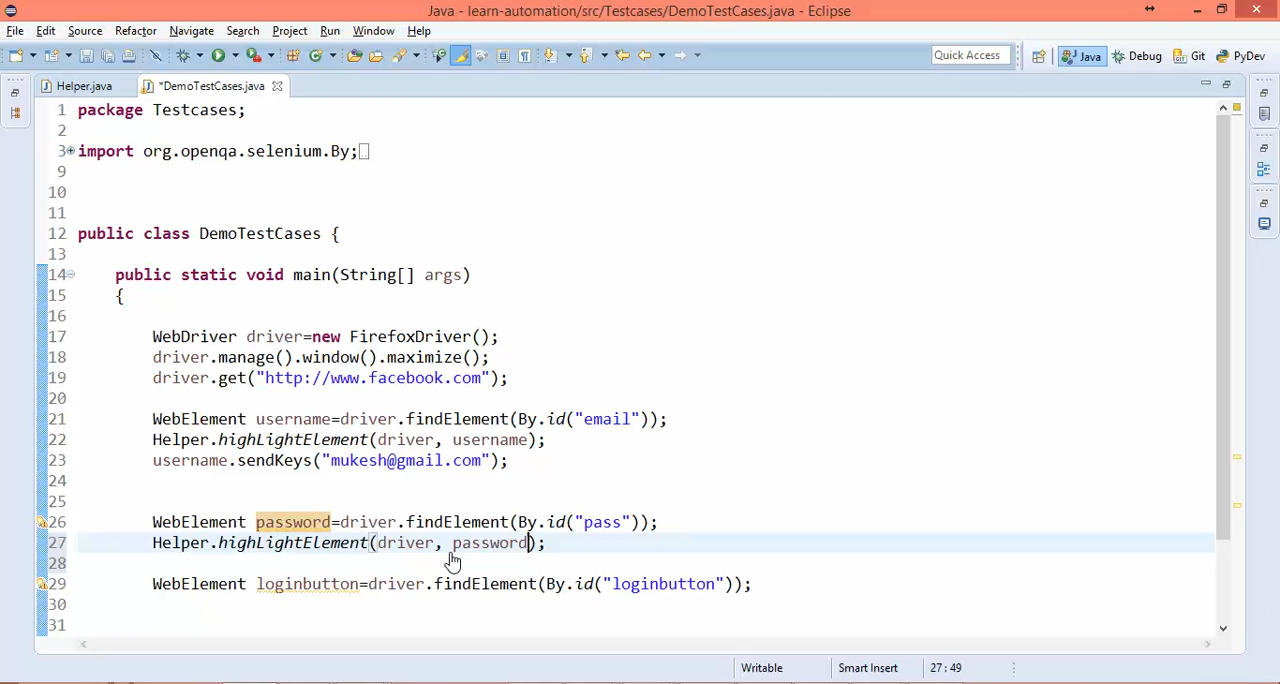 Java - learn-automation/src/Testcases/DemoTestCases.java - Eclipse
File Edit Source Refactor Navigate Search Project Run Window Help
Quick Access Java Debug Git PyDev
Helper.java *DemoTestCases.java
1 package Testcases;
2
3 import org.openqa.selenium.By;
9
10
11
12 public class DemoTestCases {
13
14 public static void main(String[] args)
15 {
16
17 WebDriver driver=new FirefoxDriver();
18 driver.manage().window().maximize();
19 driver.get("http://www.facebook.com");
20
21 WebElement username=driver.findElement(By.id("email"));
22 Helper.highLightElement(driver, username);
23 username.sendKeys("mukesh@gmail.com");
24
25
26 WebElement password=driver.findElement(By.id("pass"));
27 Helper.highLightElement(driver, password);
28
29 WebElement loginbutton=driver.findElement(By.id("loginbutton"));
30
31
Writable Smart Insert 27 : 49